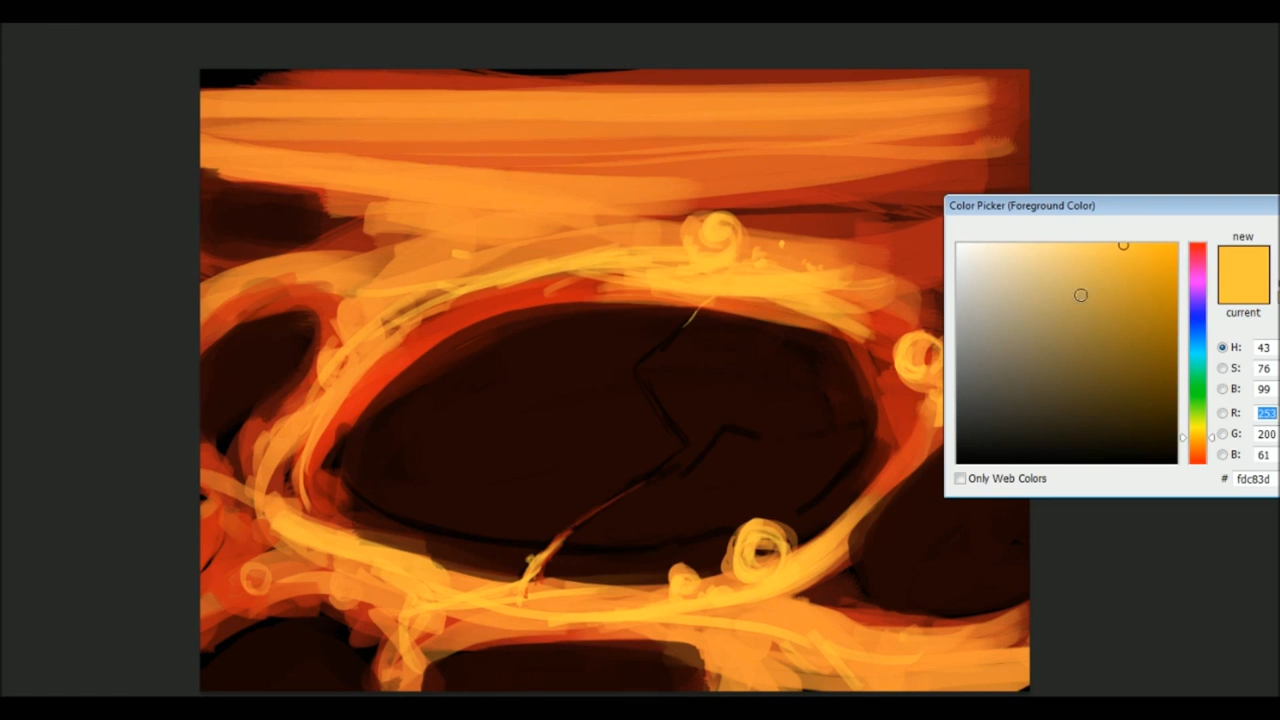 Color Picker (Foreground Color)
new
current
H: 43
S: 76
B: 99
R: 253
G: 200
B: 61
Only Web Colors
# fdc83d